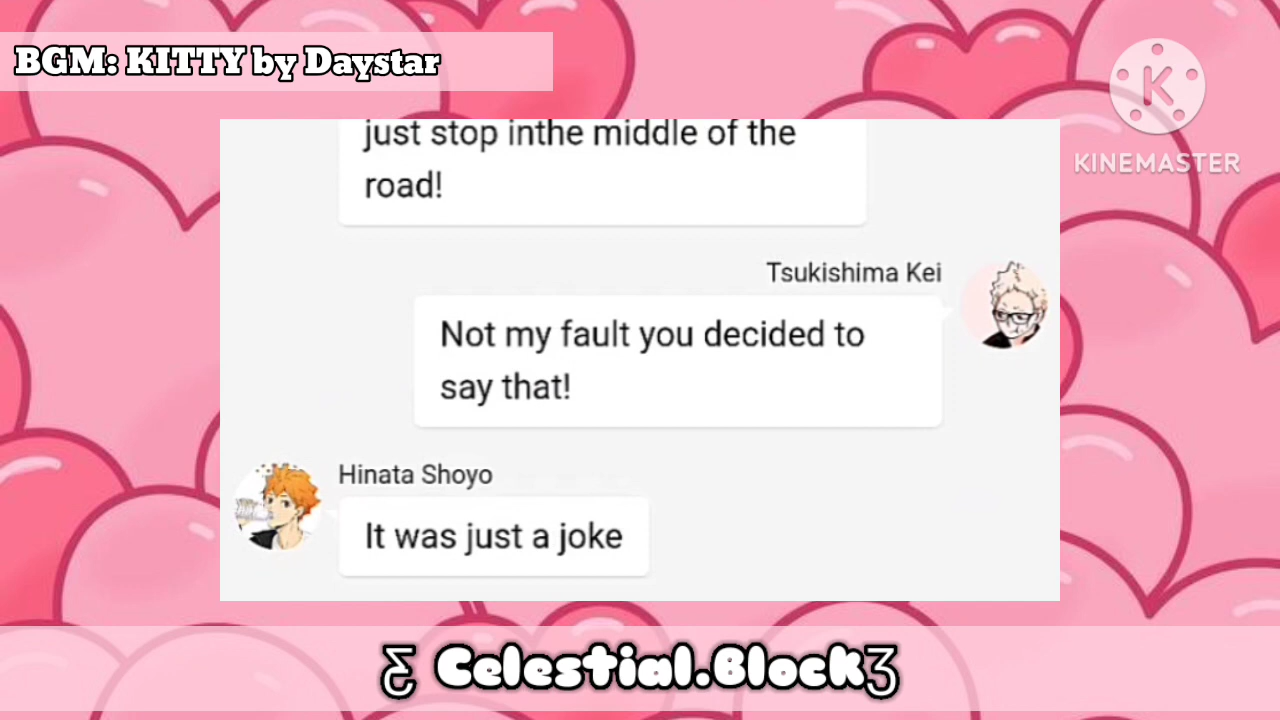 BGM: KITTY by Daystar
K
KINEMASTER
just stop inthe middle of the
road!
Tsukishima Kei
Not my fault you decided to
say that!
Hinata Shoyo
It was just a joke
Ƹ Celestial.BlockƷ